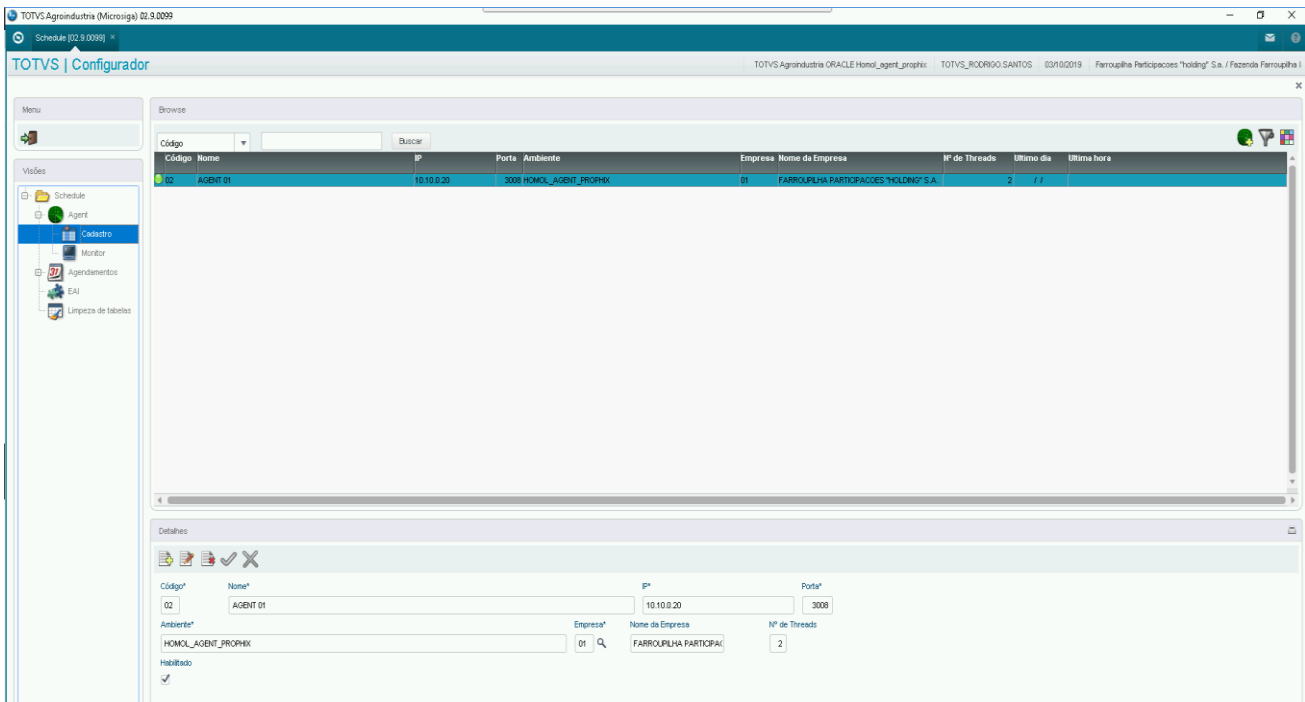 TOTVS Agroindustria (Microsiga) 02.9.0099
Schedule [02.9.0099] ×
TOTVS | Configurador
TOTVS Agroindustria ORACLE Homol_agent_prophix TOTVS_RODRIGO.SANTOS 03/10/2019 Farroupilha Participacoes "holding" S.a. / Fazenda Farroupilha I
Menu
Visões
Schedule
Agent
Cadastro
Monitor
Agendamentos
EAI
Limpeza de tabelas
Browse
Código Buscar
Código Nome IP Porta Ambiente Empresa Nome da Empresa Nº de Threads Ultimo dia Ultima hora
02 AGENT 01 10.10.0.20 3008 HOMOL_AGENT_PROPHIX 01 FARROUPILHA PARTICIPACOES "HOLDING" S.A. 2 / /
Detalhes
Código* Nome* IP* Porta*
02 AGENT 01 10.10.0.20 3008
Ambiente* Empresa* Nome da Empresa Nº de Threads
HOMOL_AGENT_PROPHIX 01 FARROUPILHA PARTICIPAC 2
Habilitado